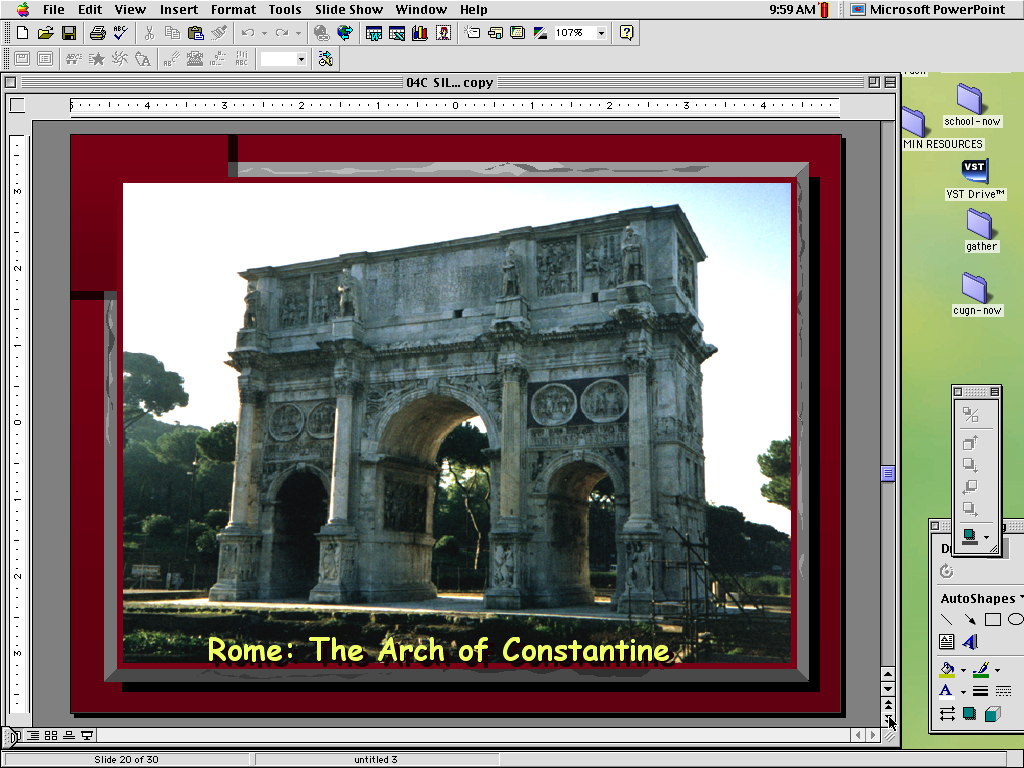 File Edit View Insert Format Tools Slide Show Window Help 9:59 AM Microsoft PowerPoint
107%
04C SIL... copy
school-now
MIN RESOURCES
VST
VST Drive™
gather
cugn-now
AutoShapes
Rome: The Arch of Constantine
Slide 20 of 30 untitled 3